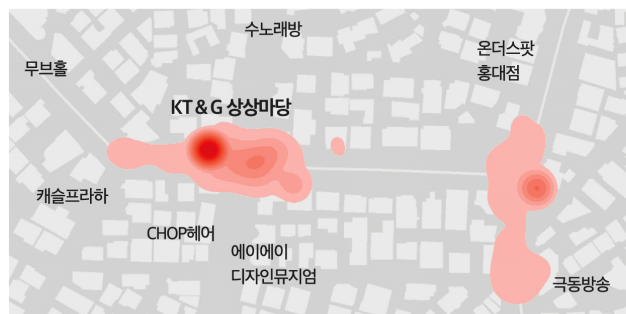 수노래방
온더스팟
홍대점
무브홀
KT&G 상상마당
캐슬프라하
CHOP헤어
에이에이
디자인뮤지엄
극동방송